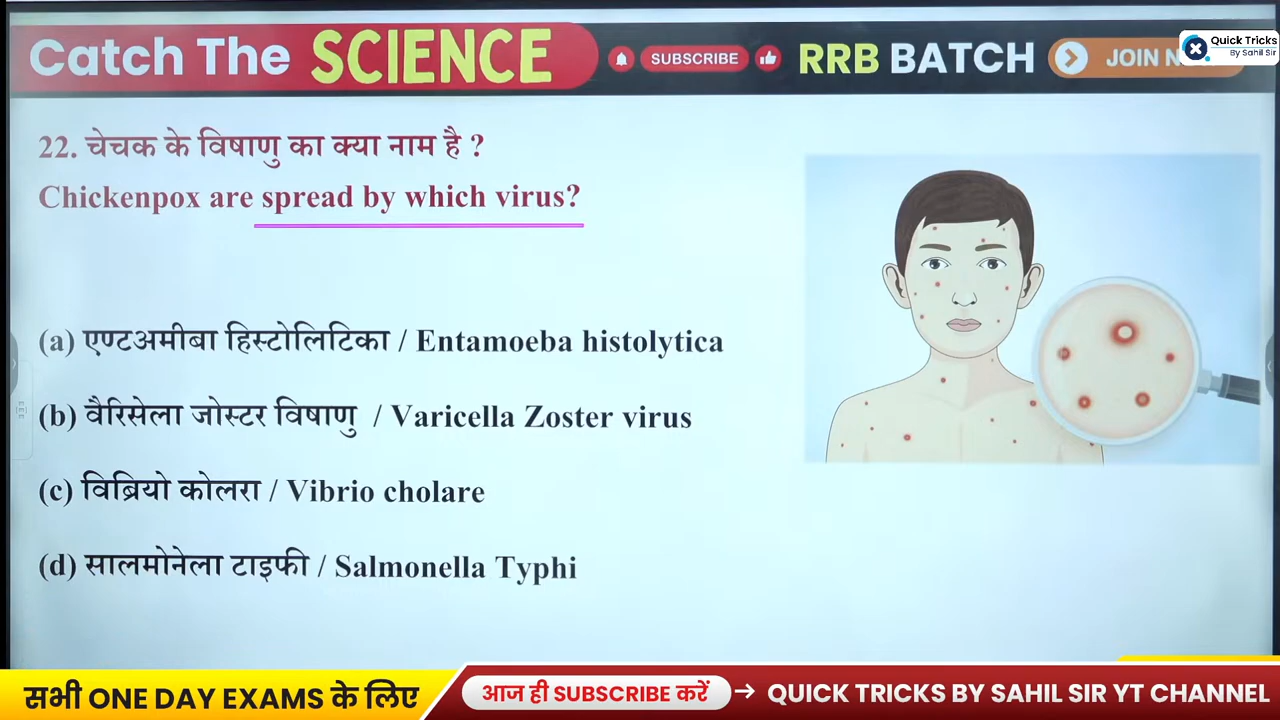 Catch The SCIENCE
SUBSCRIBE
RRB BATCH
JOIN
Quick Tricks
By Sahil Sir
22. चेचक के विषाणु का क्या नाम है ?
Chickenpox are spread by which virus?
(a) एण्टअमीबा हिस्टोलिटिका / Entamoeba histolytica
(b) वैरिसेला जोस्टर विषाणु / Varicella Zoster virus
(c) विब्रियो कोलरा / Vibrio cholare
(d) सालमोनेला टाइफी / Salmonella Typhi
सभी ONE DAY EXAMS के लिए
आज ही SUBSCRIBE करें
QUICK TRICKS BY SAHIL SIR YT CHANNEL